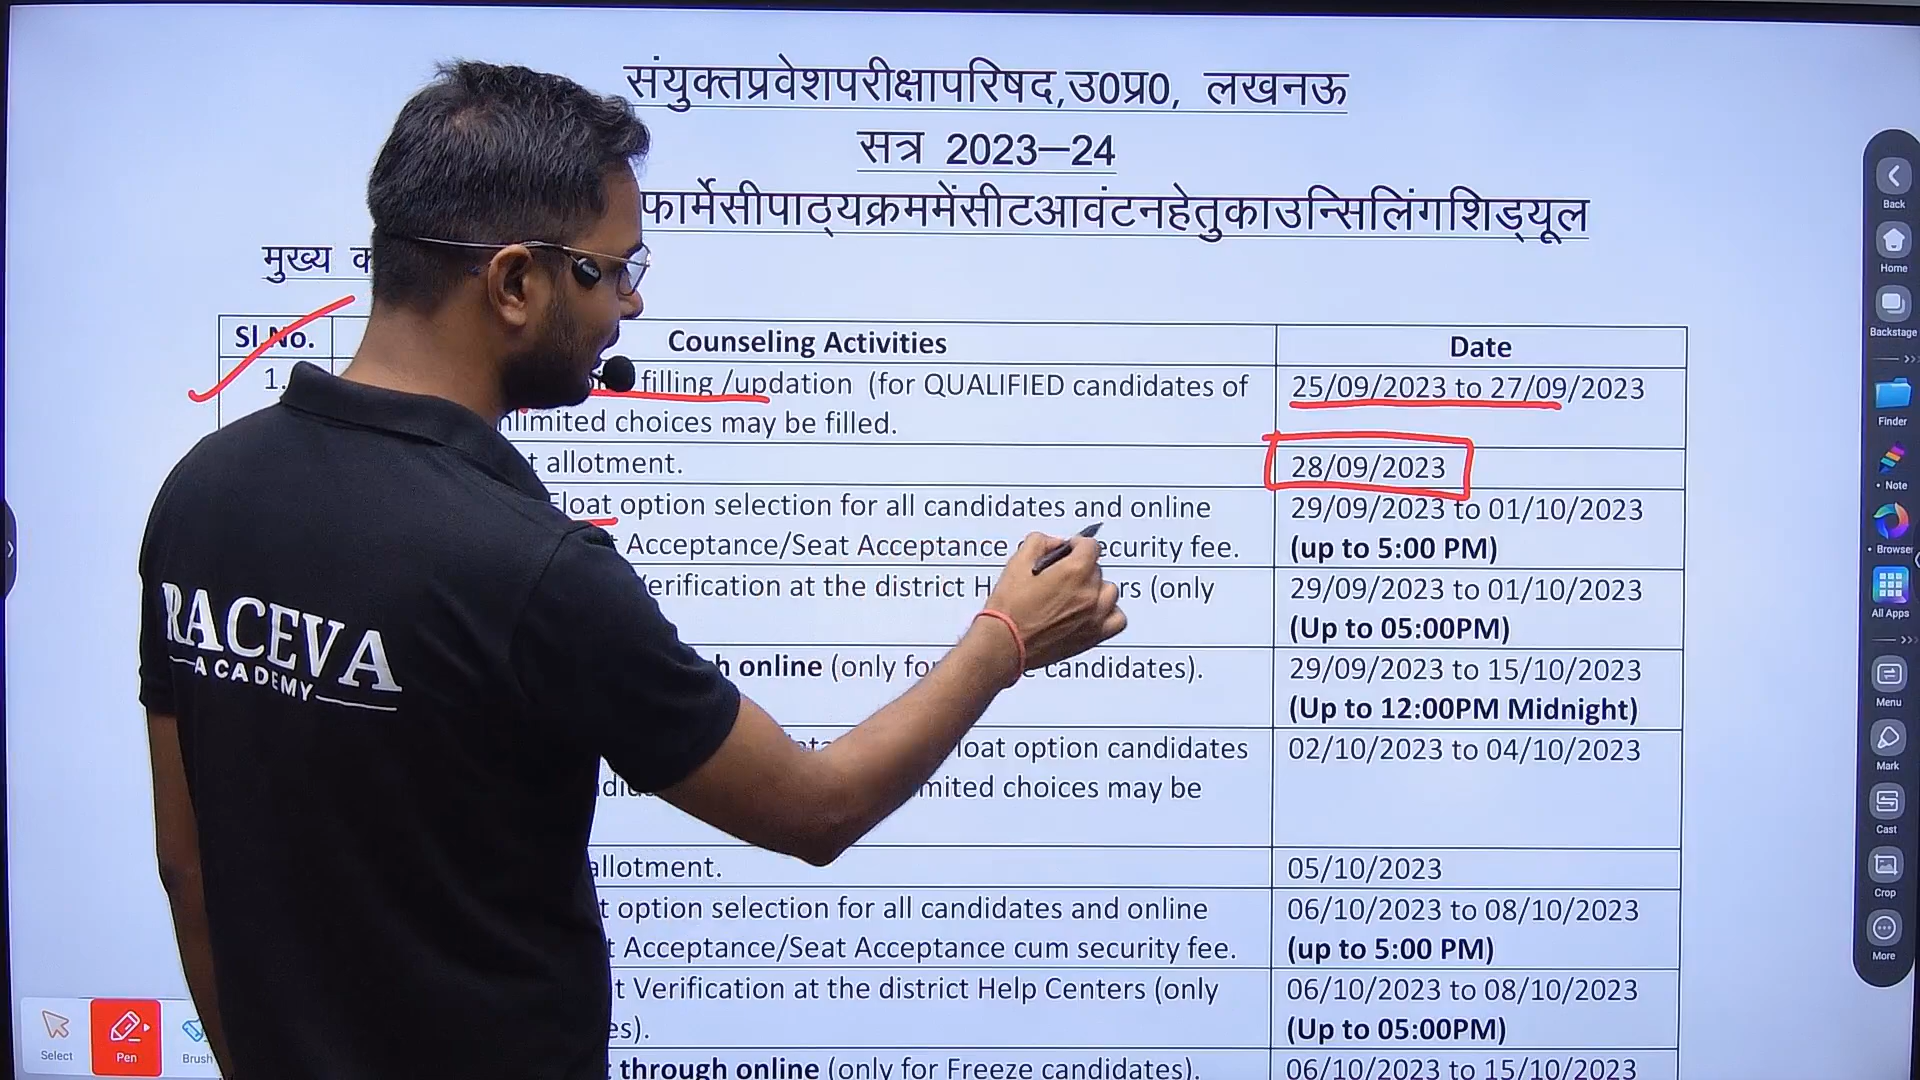 संयुक्तप्रवेशपरीक्षापरिषद,उ0प्र0, लखनऊ
सत्र 2023–24
फार्मेसीपाठ्यक्रममेंसीटआवंटनहेतुकाउन्सिलिंगशिड्यूल
मुख्य
Sl.No. Counseling Activities Date
1. filling /updation (for QUALIFIED candidates of 25/09/2023 to 27/09/2023
limited choices may be filled.
allotment. 28/09/2023
Float option selection for all candidates and online 29/09/2023 to 01/10/2023
Acceptance/Seat Acceptance security fee. (up to 5:00 PM)
Verification at the district (only 29/09/2023 to 01/10/2023
(Up to 05:00PM)
online (only candidates). 29/09/2023 to 15/10/2023
(Up to 12:00PM Midnight)
loat option candidates 02/10/2023 to 04/10/2023
mited choices may be
allotment. 05/10/2023
option selection for all candidates and online 06/10/2023 to 08/10/2023
Acceptance/Seat Acceptance cum security fee. (up to 5:00 PM)
Verification at the district Help Centers (only 06/10/2023 to 08/10/2023
es). (Up to 05:00PM)
through online (only for Freeze candidates). 06/10/2023 to 15/10/2023
RACEVA
ACADEMY
Select
Pen
Brush
Back
Home
Backstage
Finder
Note
Browser
All Apps
Menu
Mark
Cast
Crop
More